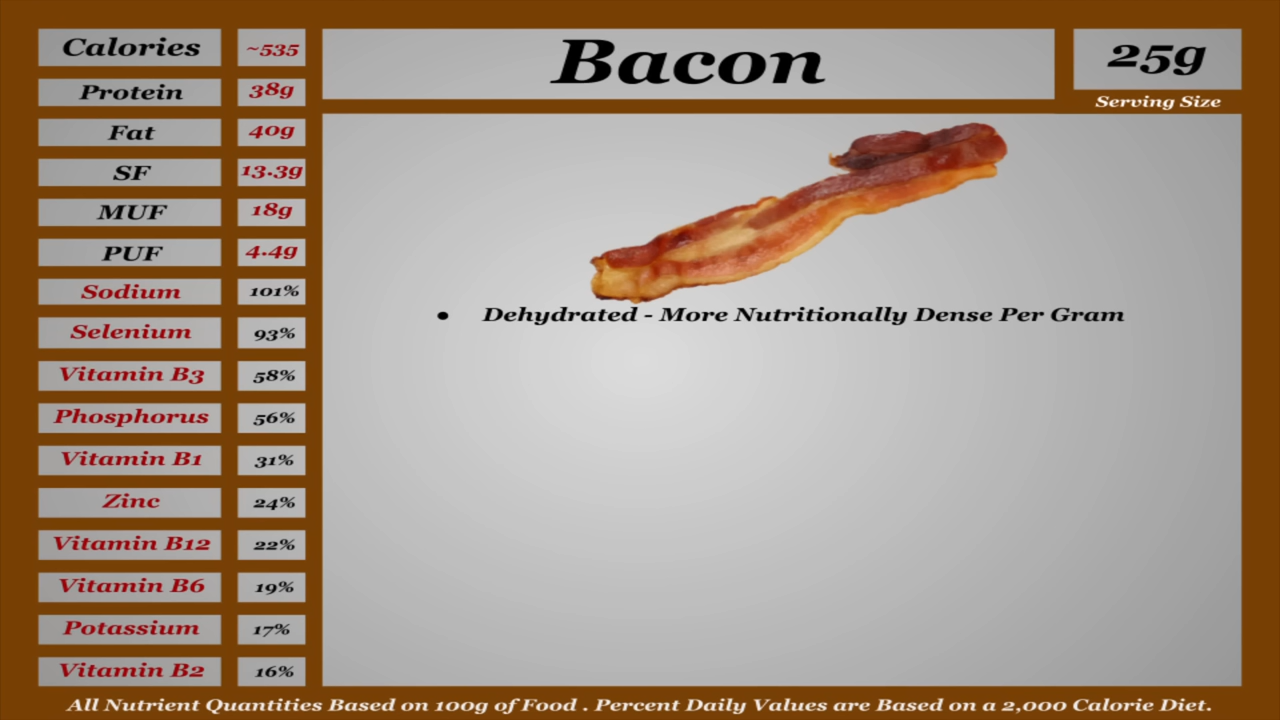 Calories ~535
Protein 38g
Fat 40g
SF 13.3g
MUF 18g
PUF 4.4g
Sodium 101%
Selenium 93%
Vitamin B3 58%
Phosphorus 56%
Vitamin B1 31%
Zinc 24%
Vitamin B12 22%
Vitamin B6 19%
Potassium 17%
Vitamin B2 16%
Bacon
25g
Serving Size
● Dehydrated - More Nutritionally Dense Per Gram
All Nutrient Quantities Based on 100g of Food . Percent Daily Values are Based on a 2,000 Calorie Diet.